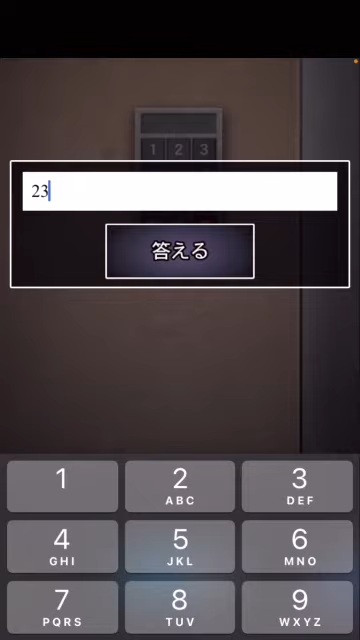 1 2 3
23
答える
1 2 3
ABC DEF
4 5 6
GHI JKL MNO
7 8 9
PQRS TUV WXYZ